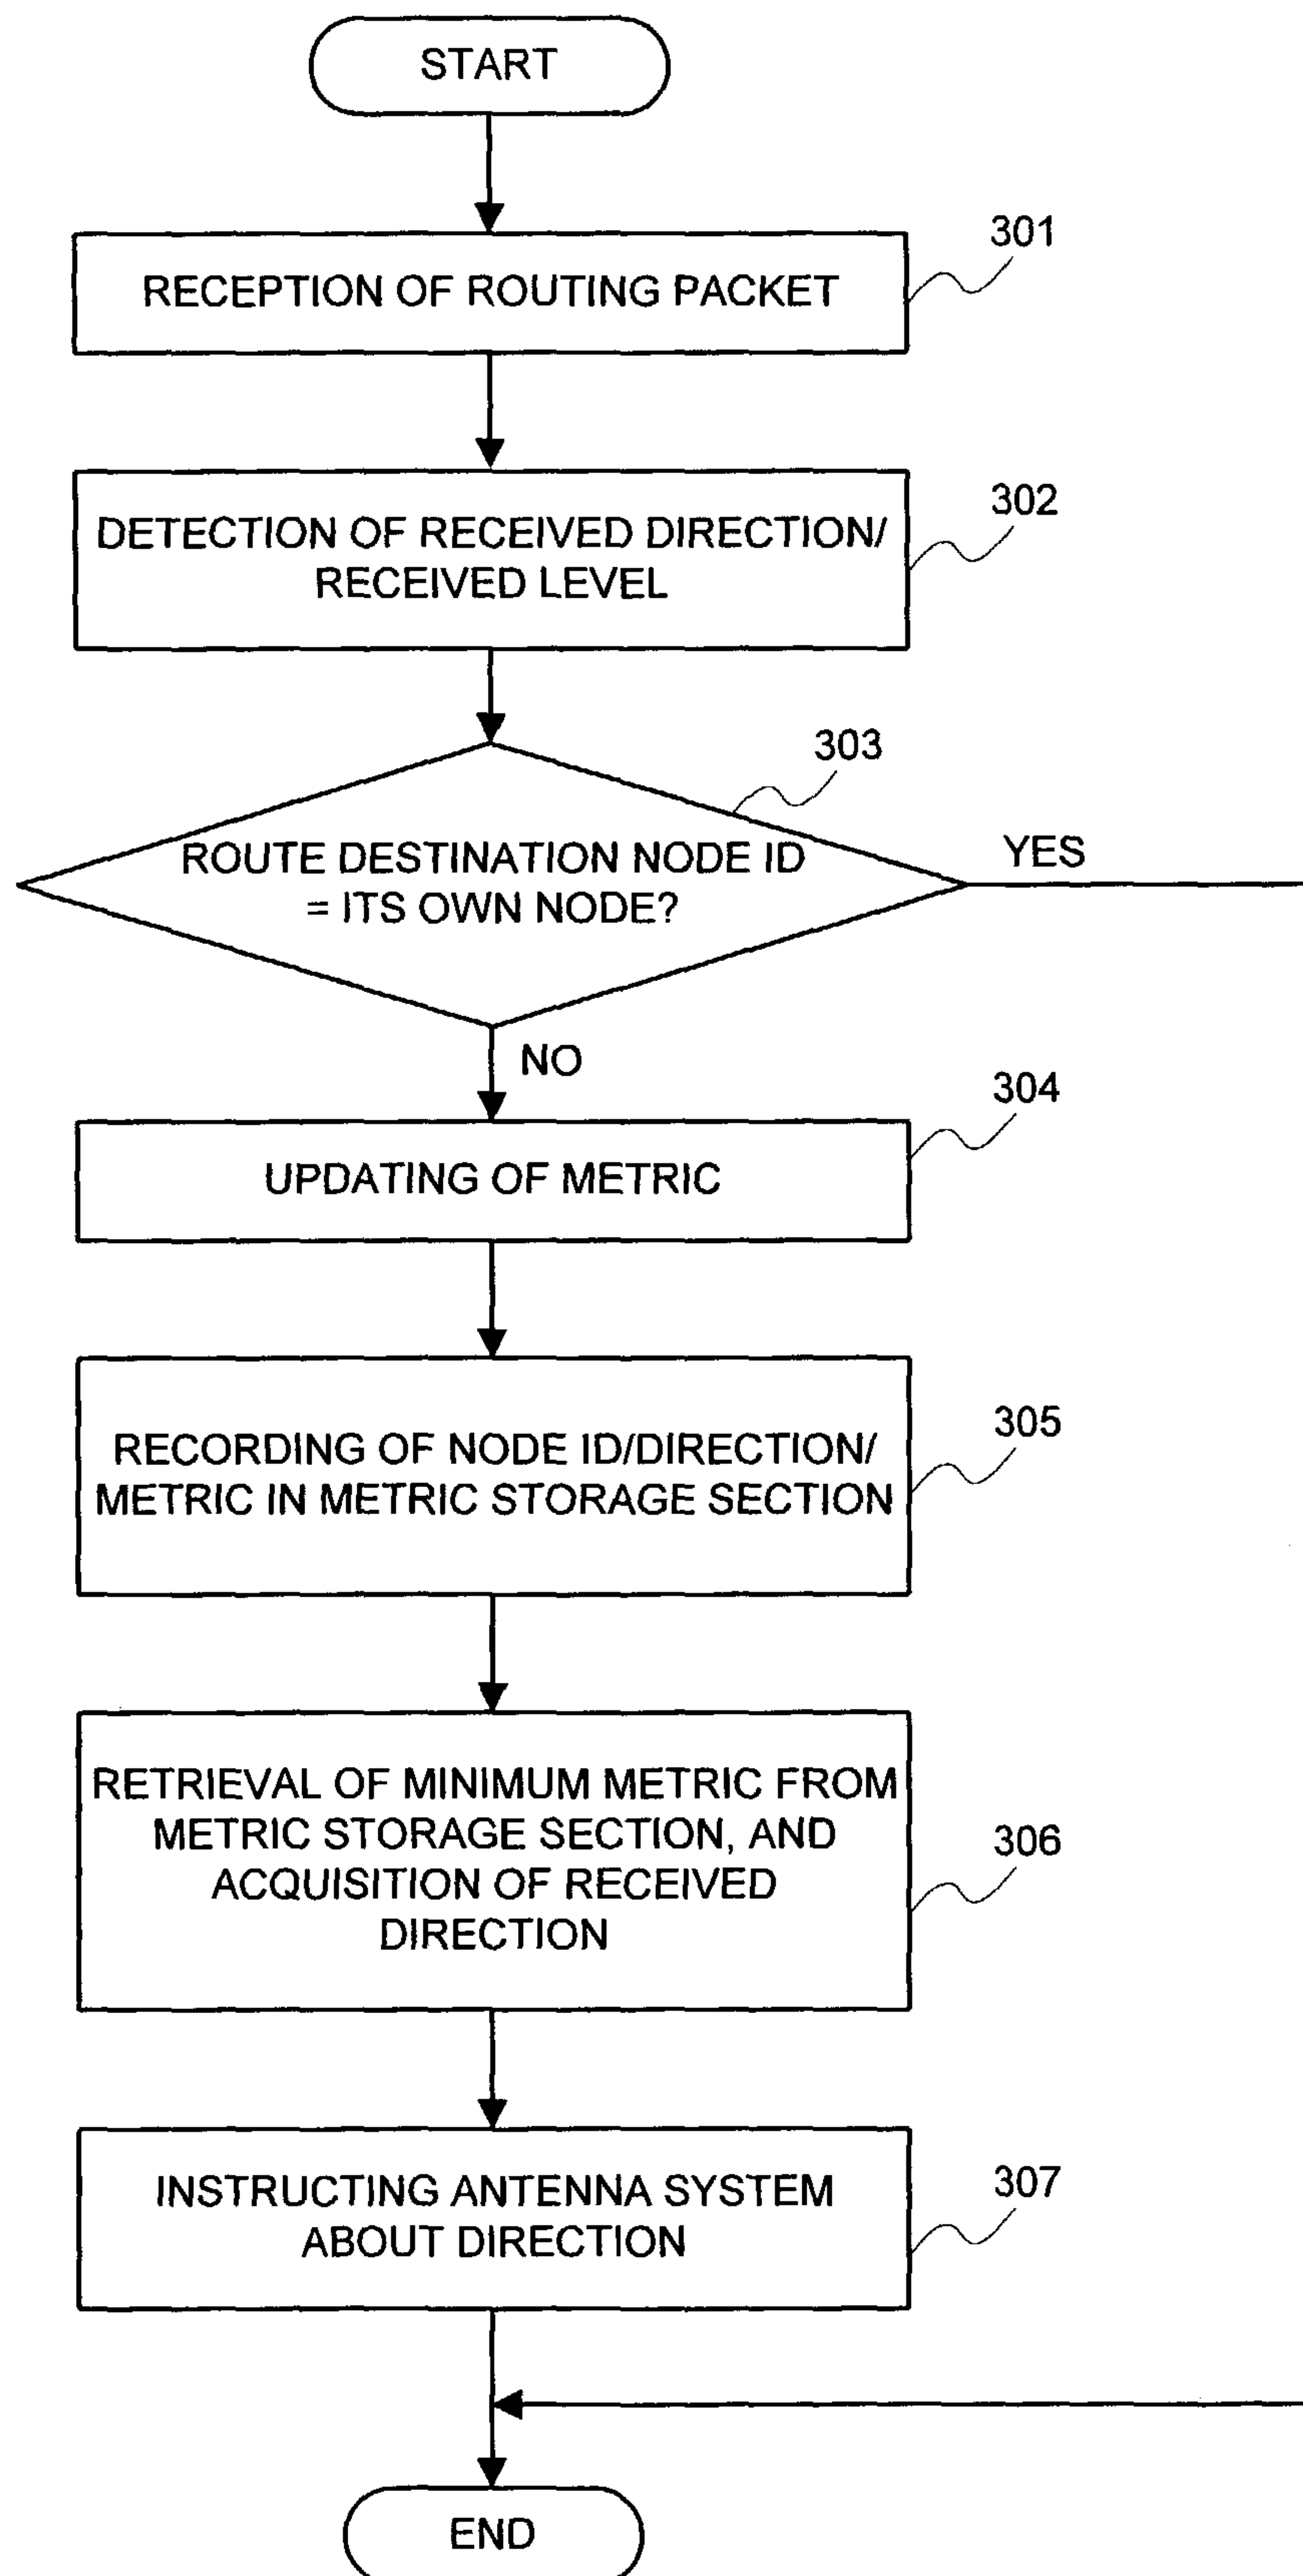 START
301
RECEPTION OF ROUTING PACKET
302
DETECTION OF RECEIVED DIRECTION/
RECEIVED LEVEL
303
ROUTE DESTINATION NODE ID
= ITS OWN NODE?
YES
NO
304
UPDATING OF METRIC
305
RECORDING OF NODE ID/DIRECTION/
METRIC IN METRIC STORAGE SECTION
RETRIEVAL OF MINIMUM METRIC FROM
METRIC STORAGE SECTION, AND
306
ACQUISITION OF RECEIVED
DIRECTION
307
INSTRUCTING ANTENNA SYSTEM
ABOUT DIRECTION
END